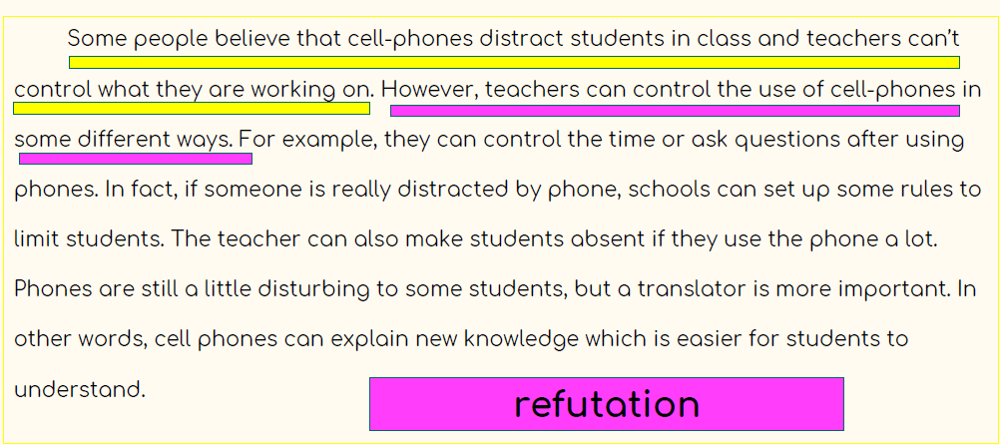 Some people believe that cell-phones distract students in class and teachers can't
control what they are working on. However, teachers can control the use of cell-phones in
some different ways. For example, they can control the time or ask questions after using
phones. In fact, if someone is really distracted by phone, schools can set up some rules to
limit students. The teacher can also make students absent if they use the phone a lot.
Phones are still a little disturbing to some students, but a translator is more important. In
other words, cell phones can explain new knowledge which is easier for students to
understand.
refutation